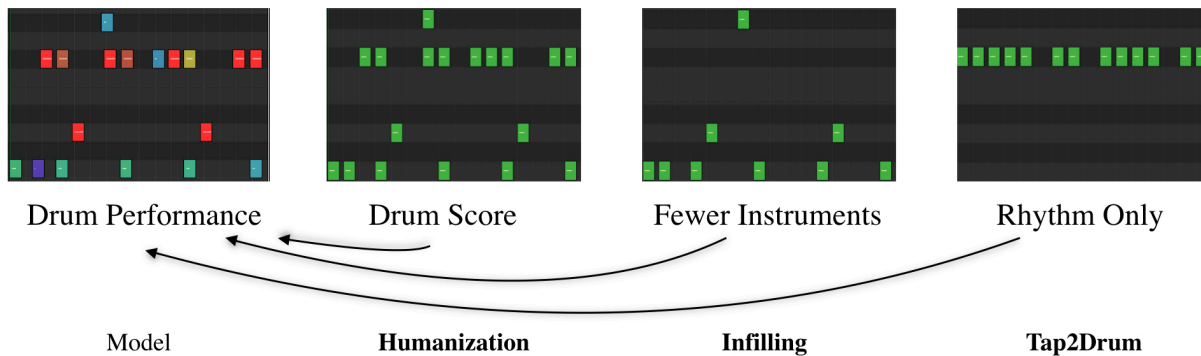 Drum Performance Drum Score Fewer Instruments Rhythm Only
Model Humanization Infilling Tap2Drum